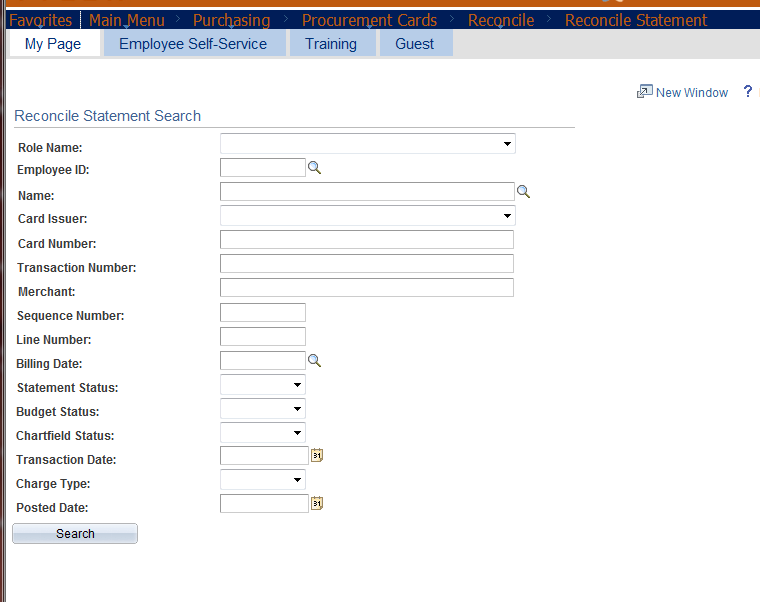 Favorites Main Menu Purchasing Procurement Cards Reconcile Reconcile Statement
My Page Employee Self-Service Training Guest
New Window ?
Reconcile Statement Search
Role Name:
Employee ID:
Name:
Card Issuer:
Card Number:
Transaction Number:
Merchant:
Sequence Number:
Line Number:
Billing Date:
Statement Status:
Budget Status:
Chartfield Status:
Transaction Date: 31
Charge Type:
Posted Date: 31
Search